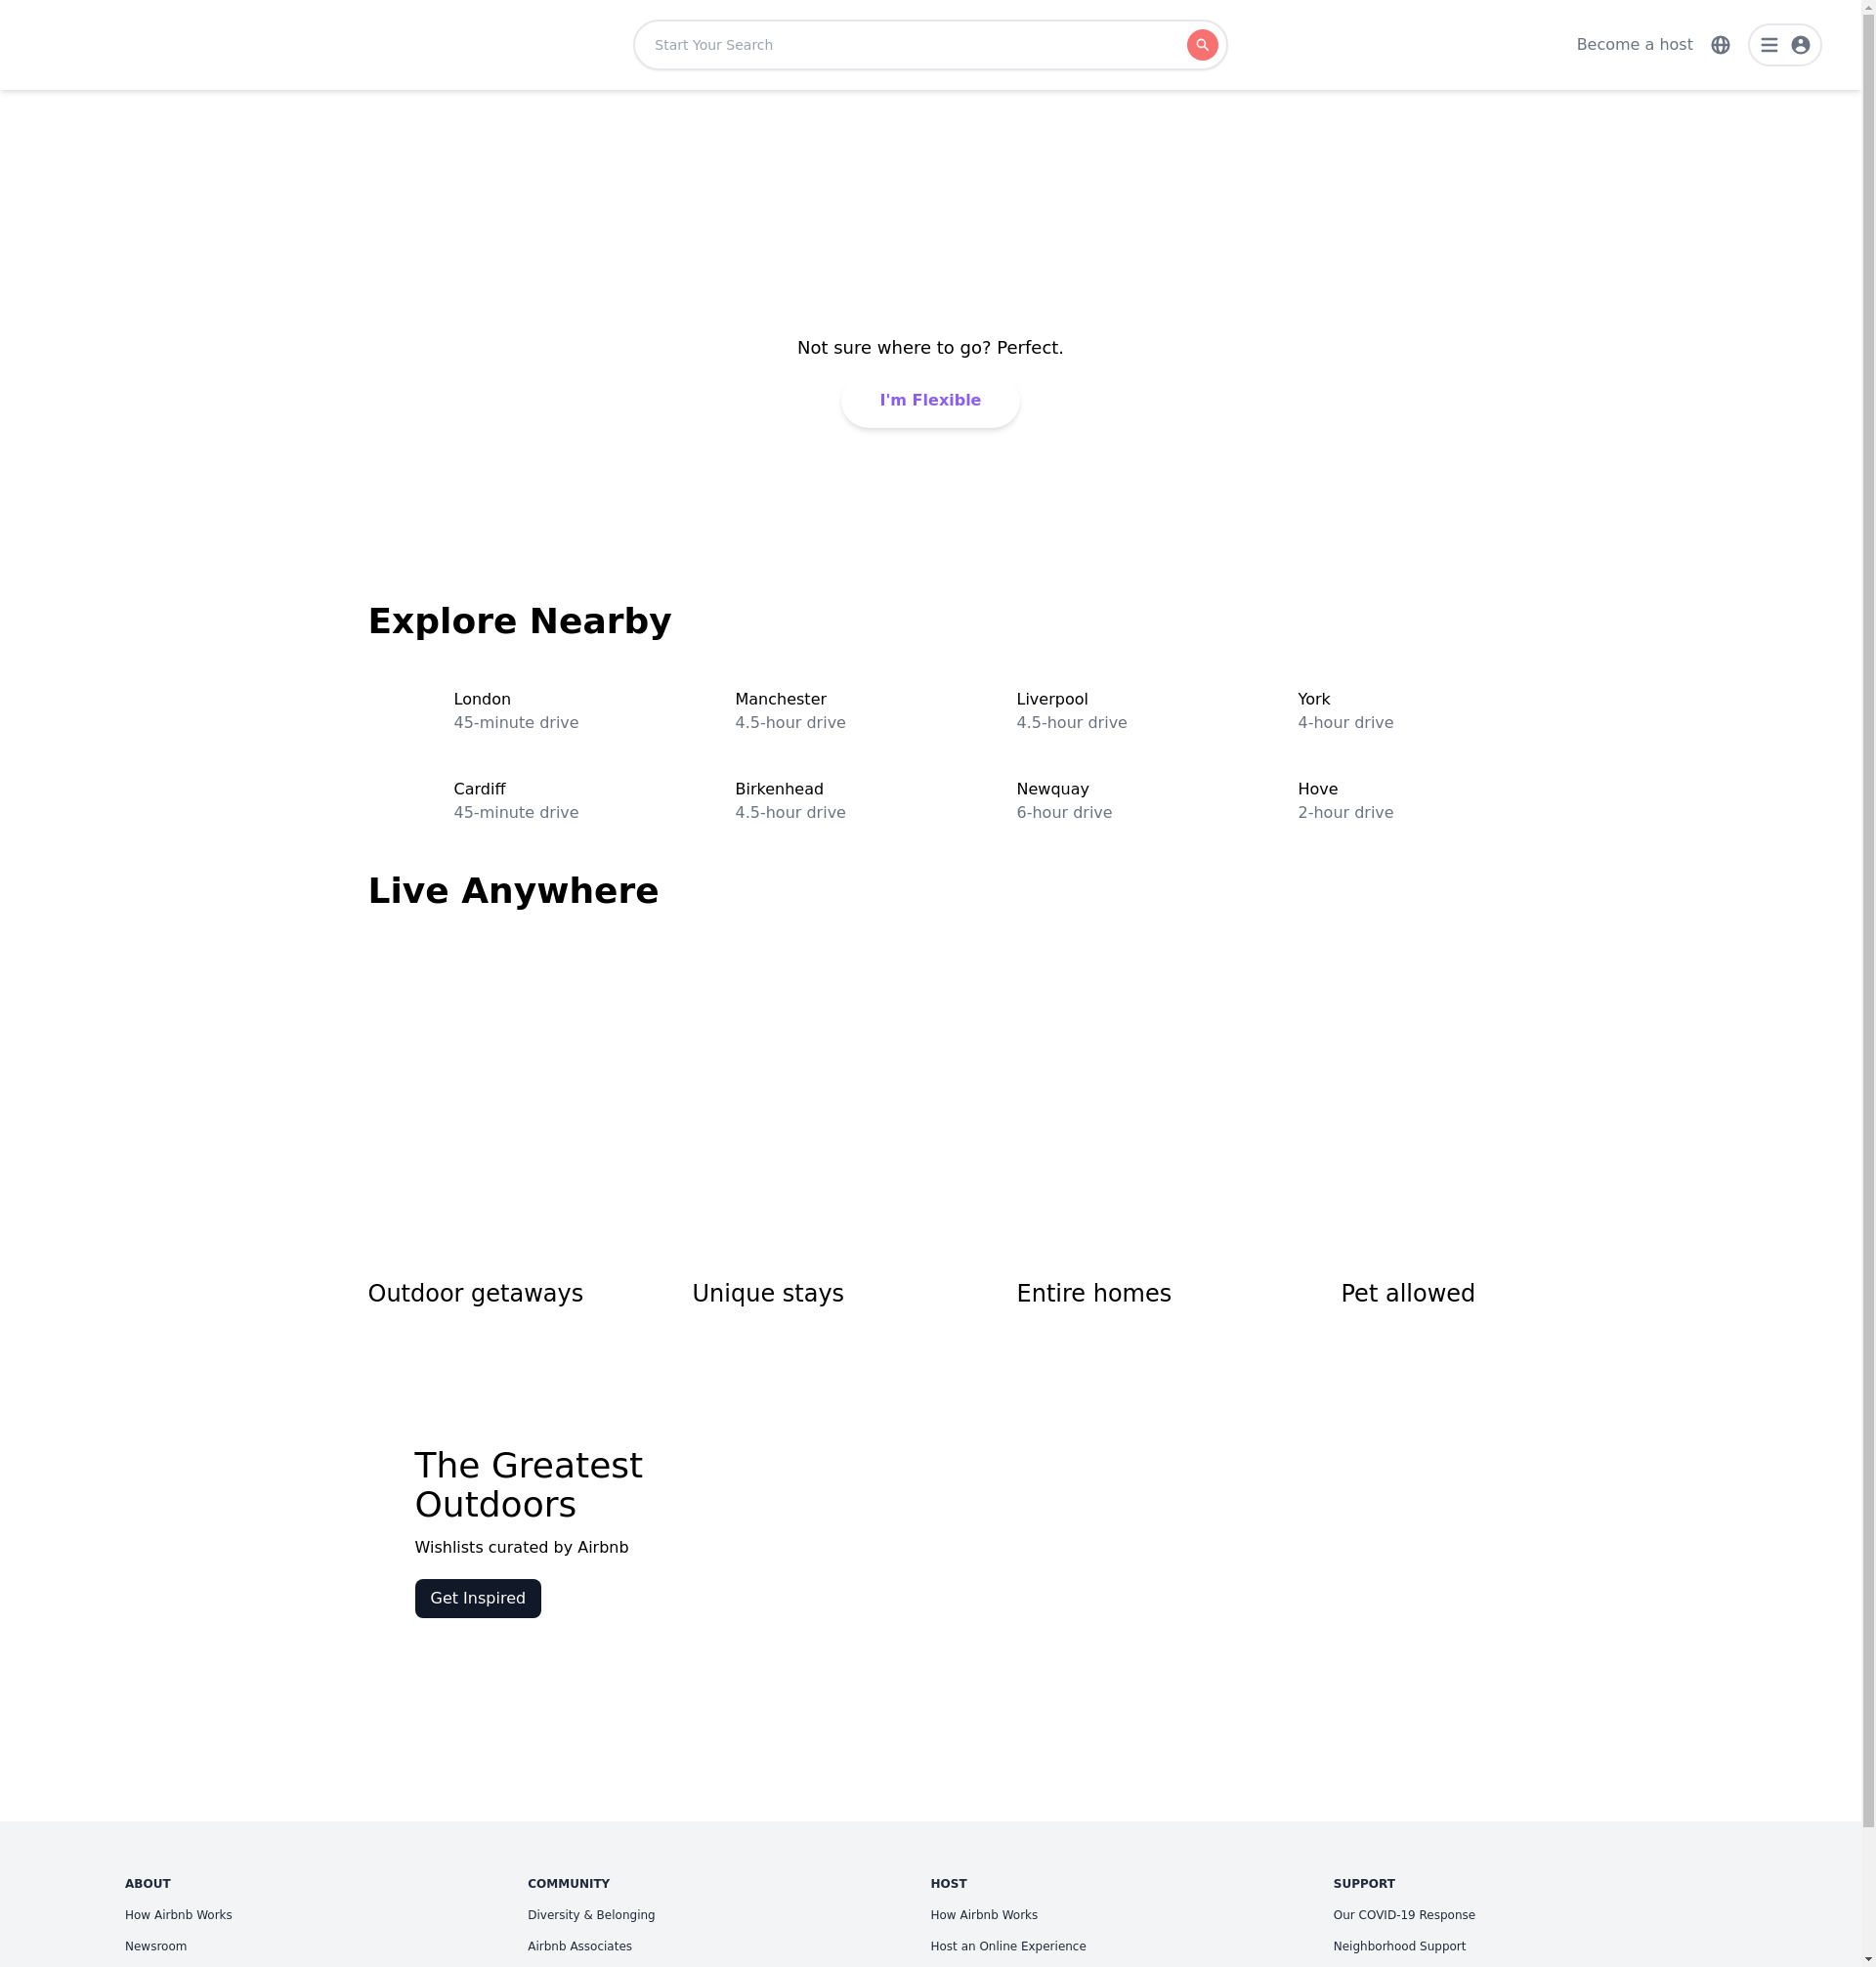 Start Your Search
Become a host
Not sure where to go? Perfect.
I'm Flexible
Explore Nearby
London
45-minute drive
Manchester
4.5-hour drive
Liverpool
4.5-hour drive
York
4-hour drive
Cardiff
45-minute drive
Birkenhead
4.5-hour drive
Newquay
6-hour drive
Hove
2-hour drive
Live Anywhere
Outdoor getaways
Unique stays
Entire homes
Pet allowed
The Greatest
Outdoors
Wishlists curated by Airbnb
Get Inspired
ABOUT
How Airbnb Works
Newsroom
COMMUNITY
Diversity & Belonging
Airbnb Associates
HOST
How Airbnb Works
Host an Online Experience
SUPPORT
Our COVID-19 Response
Neighborhood Support